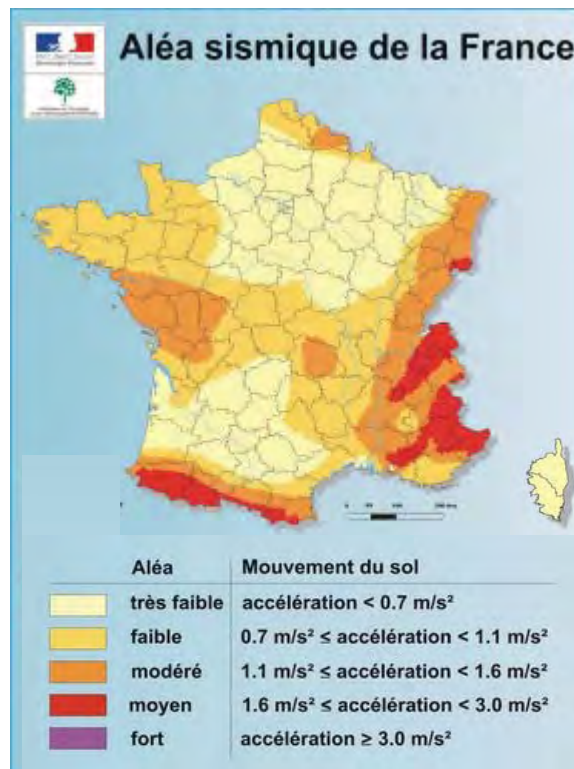 Aléa sismique de la France
Aléa Mouvement du sol
très faible accélération < 0.7 m/s²
faible 0.7 m/s² ≤ accélération < 1.1 m/s²
modéré 1.1 m/s² ≤ accélération < 1.6 m/s²
moyen 1.6 m/s² ≤ accélération < 3.0 m/s²
fort accélération ≥ 3.0 m/s²